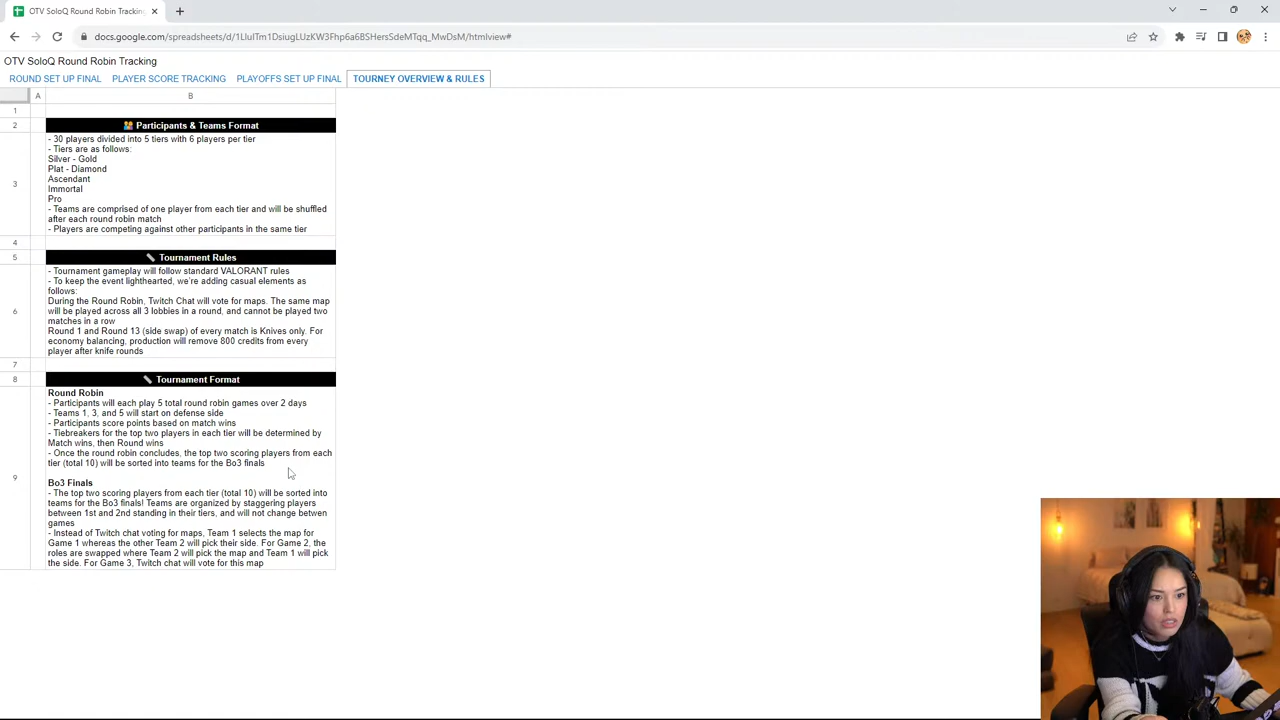 OTV SoloQ Round Robin Tracking
docs.google.com/spreadsheets/d/1LluITm1DsiugLUzKW3Fhp6a6BSHersSdeMTqq_MwDsM/htmlview#
OTV SoloQ Round Robin Tracking
ROUND SET UP FINAL PLAYER SCORE TRACKING PLAYOFFS SET UP FINAL TOURNEY OVERVIEW & RULES
A B
1
2 Participants & Teams Format
- 30 players divided into 5 tiers with 6 players per tier
- Tiers are as follows:
Silver - Gold
Plat - Diamond
3 Ascendant
Immortal
Pro
- Teams are comprised of one player from each tier and will be shuffled
after each round robin match
- Players are competing against other participants in the same tier
4
5 Tournament Rules
- Tournament gameplay will follow standard VALORANT rules
- To keep the event lighthearted, we're adding casual elements as
follows:
During the Round Robin, Twitch Chat will vote for maps. The same map
6 will be played across all 3 lobbies in a round, and cannot be played two
matches in a row
Round 1 and Round 13 (side swap) of every match is Knives only. For
economy balancing, production will remove 800 credits from every
player after knife rounds
7
8 Tournament Format
Round Robin
- Participants will each play 5 total round robin games over 2 days
- Teams 1, 3, and 5 will start on defense side
- Participants score points based on match wins
- Tiebreakers for the top two players in each tier will be determined by
Match wins, then Round wins
- Once the round robin concludes, the top two scoring players from each
tier (total 10) will be sorted into teams for the Bo3 finals
9
Bo3 Finals
- The top two scoring players from each tier (total 10) will be sorted into
teams for the Bo3 finals! Teams are organized by staggering players
between 1st and 2nd standing in their tiers, and will not change betwen
games
- Instead of Twitch chat voting for maps, Team 1 selects the map for
Game 1 whereas the other Team 2 will pick their side. For Game 2, the
roles are swapped where Team 2 will pick the map and Team 1 will pick
the side. For Game 3, Twitch chat will vote for this map